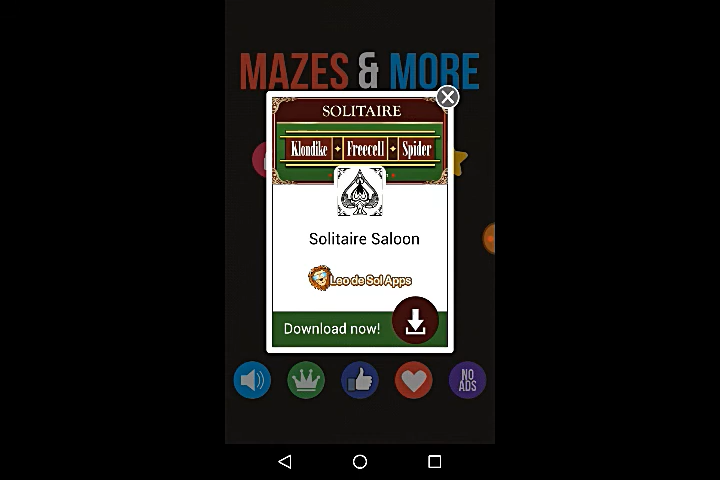 MAZES & MORE
SOLITAIRE
Klondike Freecell Spider
Solitaire Saloon
Leo de Sol Apps
Download now!
NO
ADS